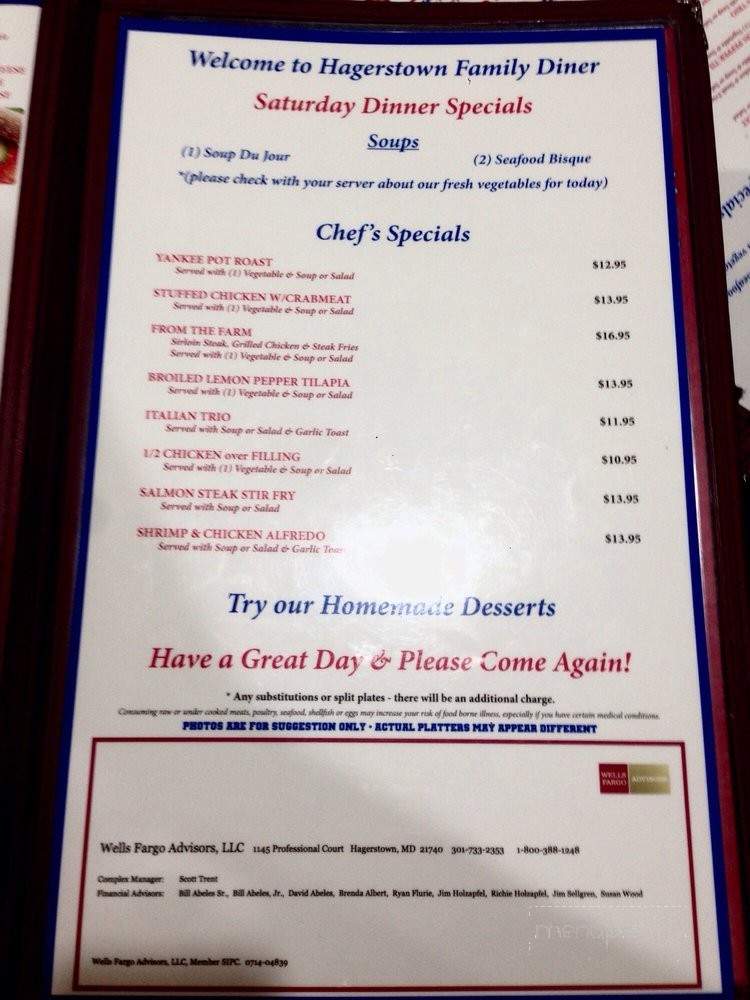 Welcome to Hagerstown Family Diner
Saturday Dinner Specials
Soups
(1) Soup Du Jour (2) Seafood Bisque
*(please check with your server about our fresh vegetables for today)
Chef's Specials
YANKEE POT ROAST $12.95
Served with (1) Vegetable & Soup or Salad
STUFFED CHICKEN W/CRABMEAT $13.95
Served with (1) Vegetable & Soup or Salad
FROM THE FARM $16.95
Sirloin Steak, Grilled Chicken & Steak Fries
Served with (1) Vegetable & Soup or Salad
BROILED LEMON PEPPER TILAPIA $13.95
Served with (1) Vegetable & Soup or Salad
ITALIAN TRIO $11.95
Served with Soup or Salad & Garlic Toast
1/2 CHICKEN over FILLING $10.95
Served with (1) Vegetable & Soup or Salad
SALMON STEAK STIR FRY $13.95
Served with Soup or Salad
SHRIMP & CHICKEN ALFREDO $13.95
Served with Soup or Salad & Garlic Toast
Try our Homemade Desserts
Have a Great Day & Please Come Again!
* Any substitutions or split plates - there will be an additional charge.
Consuming raw or under cooked meats, poultry, seafood, shellfish or eggs may increase your risk of food borne illness, especially if you have certain medical conditions.
PHOTOS ARE FOR SUGGESTION ONLY - ACTUAL PLATTERS MAY APPEAR DIFFERENT
WELLS FARGO ADVISORS
Wells Fargo Advisors, LLC 1145 Professional Court Hagerstown, MD 21740 301-733-2353 1-800-388-1248
Complex Manager: Scott Trent
Financial Advisors: Bill Abeles Sr., Bill Abeles, Jr., David Abeles, Brenda Albert, Ryan Flurie, Jim Holzapfel, Richie Holzapfel, Jim Sellgren, Susan Wood
Wells Fargo Advisors, LLC, Member SIPC. 0714-04839